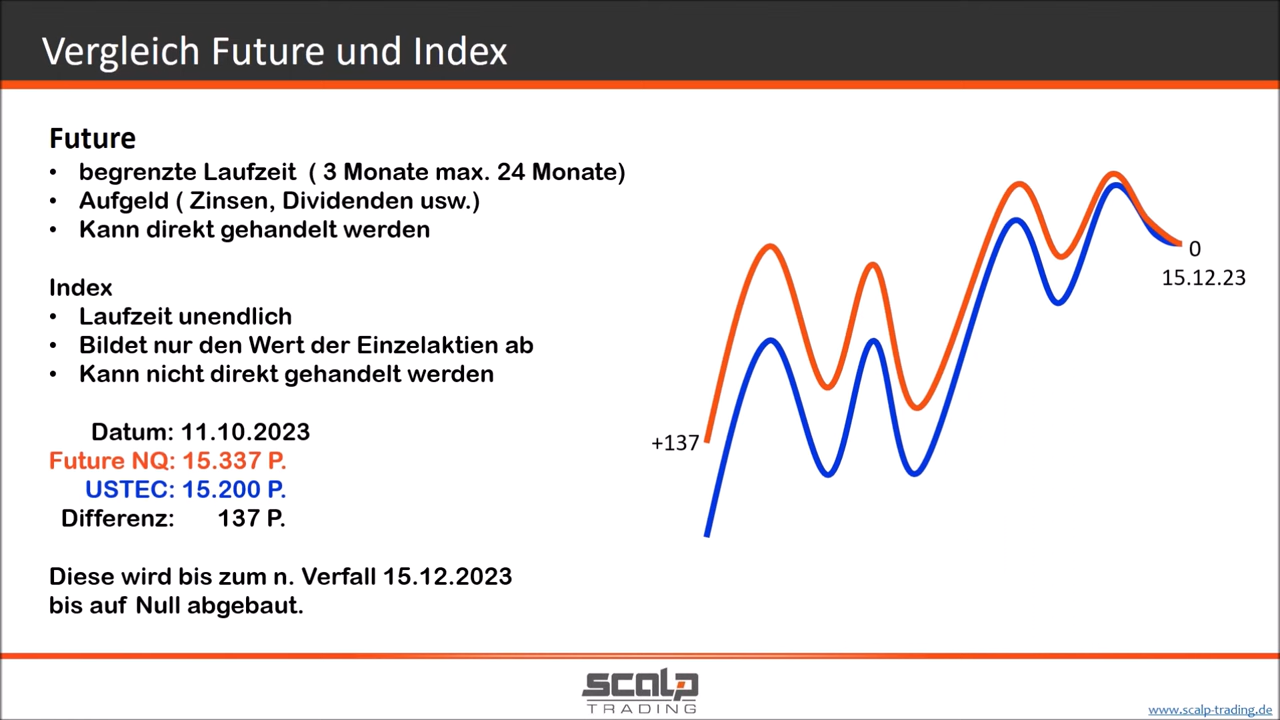 Vergleich Future und Index
Future
• begrenzte Laufzeit ( 3 Monate max. 24 Monate)
• Aufgeld ( Zinsen, Dividenden usw.)
• Kann direkt gehandelt werden
Index
• Laufzeit unendlich
• Bildet nur den Wert der Einzelaktien ab
• Kann nicht direkt gehandelt werden
Datum: 11.10.2023
Future NQ: 15.337 P.
USTEC: 15.200 P.
Differenz: 137 P.
Diese wird bis zum n. Verfall 15.12.2023
bis auf Null abgebaut.
+137
0
15.12.23
scalp
TRADING
www.scalp-trading.de